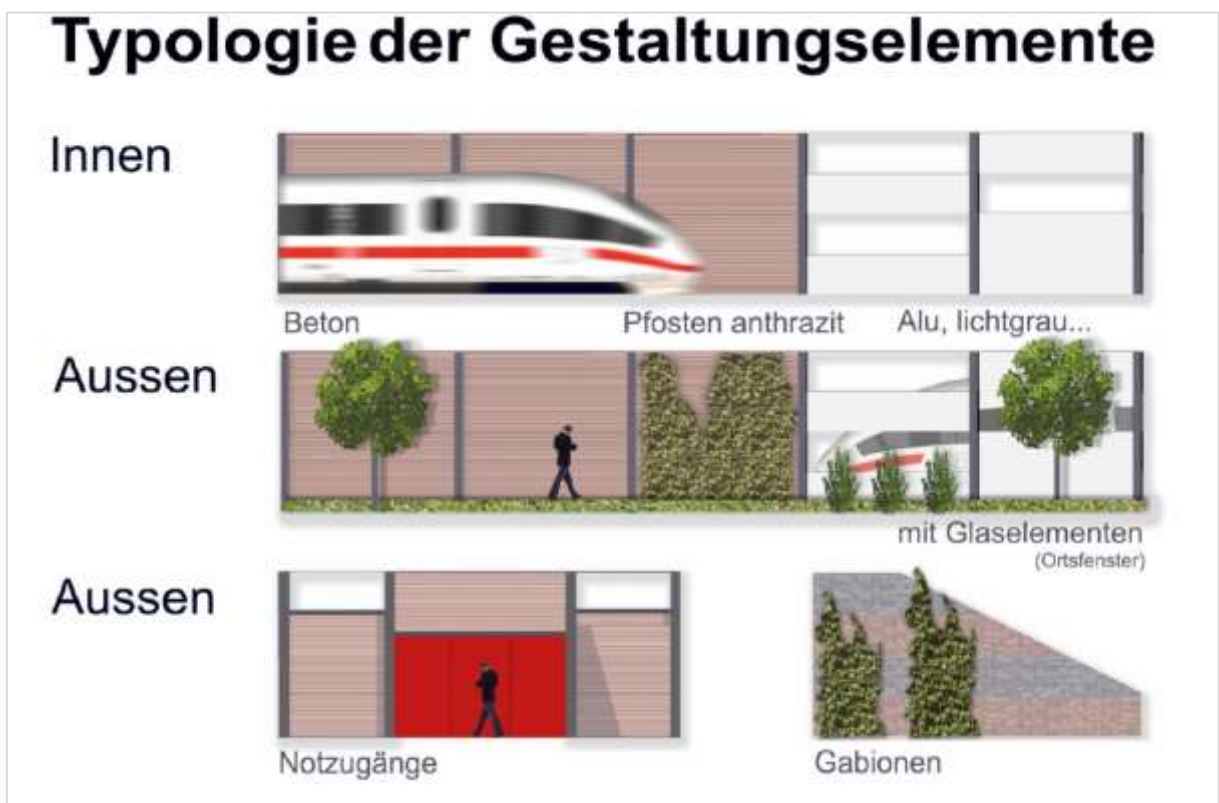 Typologie der Gestaltungselemente
Innen
Beton
Pfosten anthrazit
Alu, lichtgrau...
Aussen
mit Glaselementen
(Ortsfenster)
Aussen
Notzugänge
Gabionen